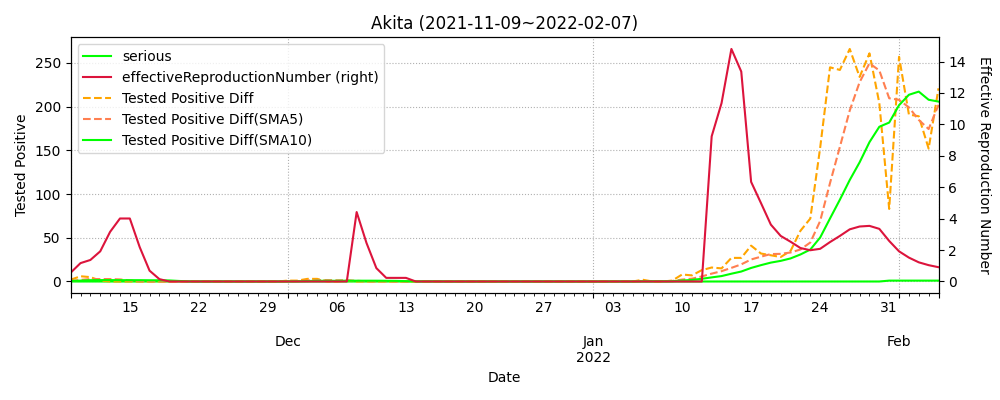 Akita (2021-11-09~2022-02-07)
serious
effectiveReproductionNumber (right)
Tested Positive Diff
Tested Positive Diff(SMA5)
Tested Positive Diff(SMA10)
Tested Positive
250
200
150
100
50
0
14
12
10
8
6
4
2
0
Effective Reproduction Number
15 22 29 06 13 20 27 03 10 17 24 31
Dec Jan Feb
2022
Date